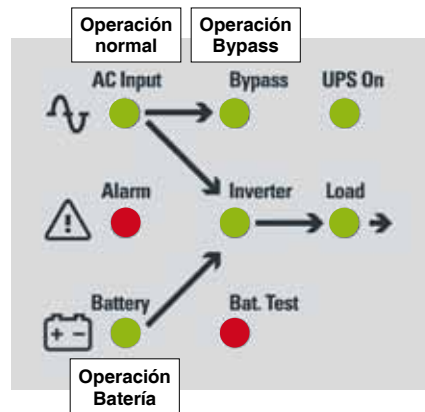 Operación
normal
Operación
Bypass
AC Input
Bypass
UPS On
Alarm
Inverter
Load
Battery
Bat. Test
Operación
Batería